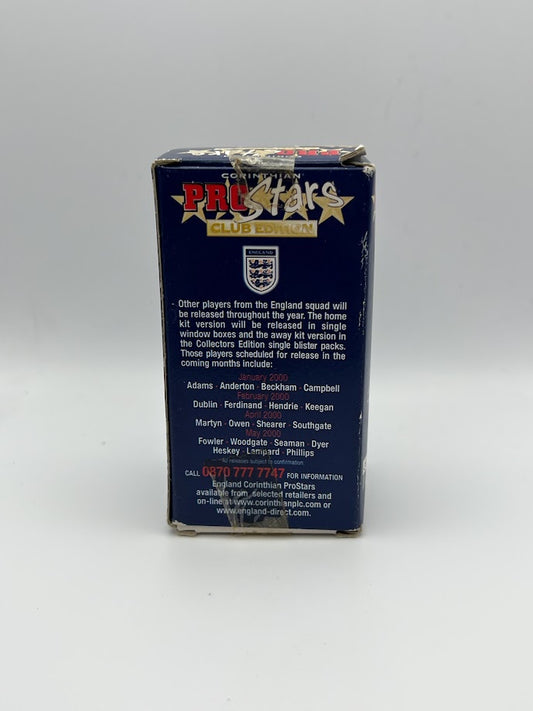 CORINTHIAN
PRO Stars
CLUB EDITION
ENGLAND
Other players from the England squad will
be released throughout the year. The home
kit version will be released in single
window boxes and the away kit version in
the Collectors Edition single blister packs.
Those players scheduled for release in the
coming months include:
January 2000
Adams · Anderton · Beckham · Campbell
February 2000
Dublin · Ferdinand · Hendrie · Keegan
April 2000
Martyn · Owen · Shearer · Southgate
May 2000
Fowler · Woodgate · Seaman · Dyer
Heskey · Lampard · Phillips
All releases subject to confirmation.
CALL 0870 777 7747 FOR INFORMATION
England Corinthian ProStars
available from selected retailers and
on-line at www.corinthianplc.com or
www.england-direct.com.